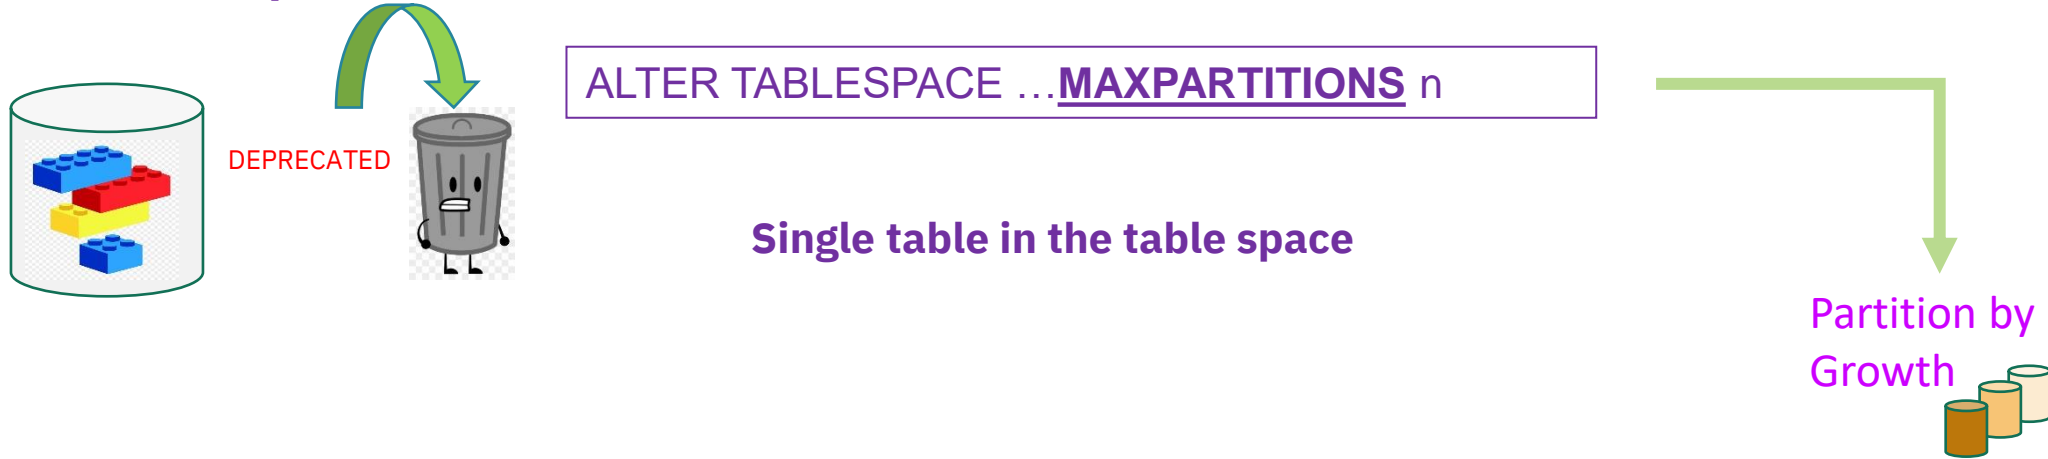 ALTER TABLESPACE …MAXPARTITIONS n
DEPRECATED
Single table in the table space
Partition by
Growth